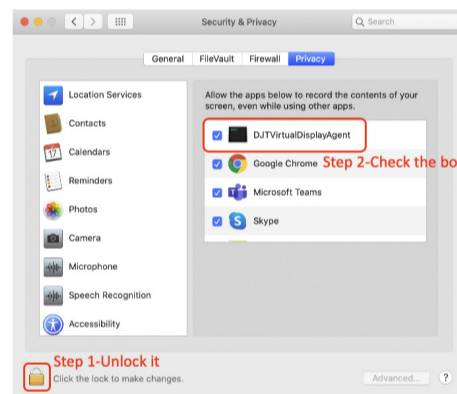 Security & Privacy
Search
General FileVault Firewall Privacy
Location Services
Contacts
17
Calendars
Reminders
Photos
Camera
Microphone
Speech Recognition
Accessibility
Allow the apps below to record the contents of your
screen, even while using other apps.
DJTVirtualDisplayAgent
Google Chrome
Step 2-Check the bo
Microsoft Teams
Skype
Step 1-Unlock it
Click the lock to make changes.
Advanced...
?